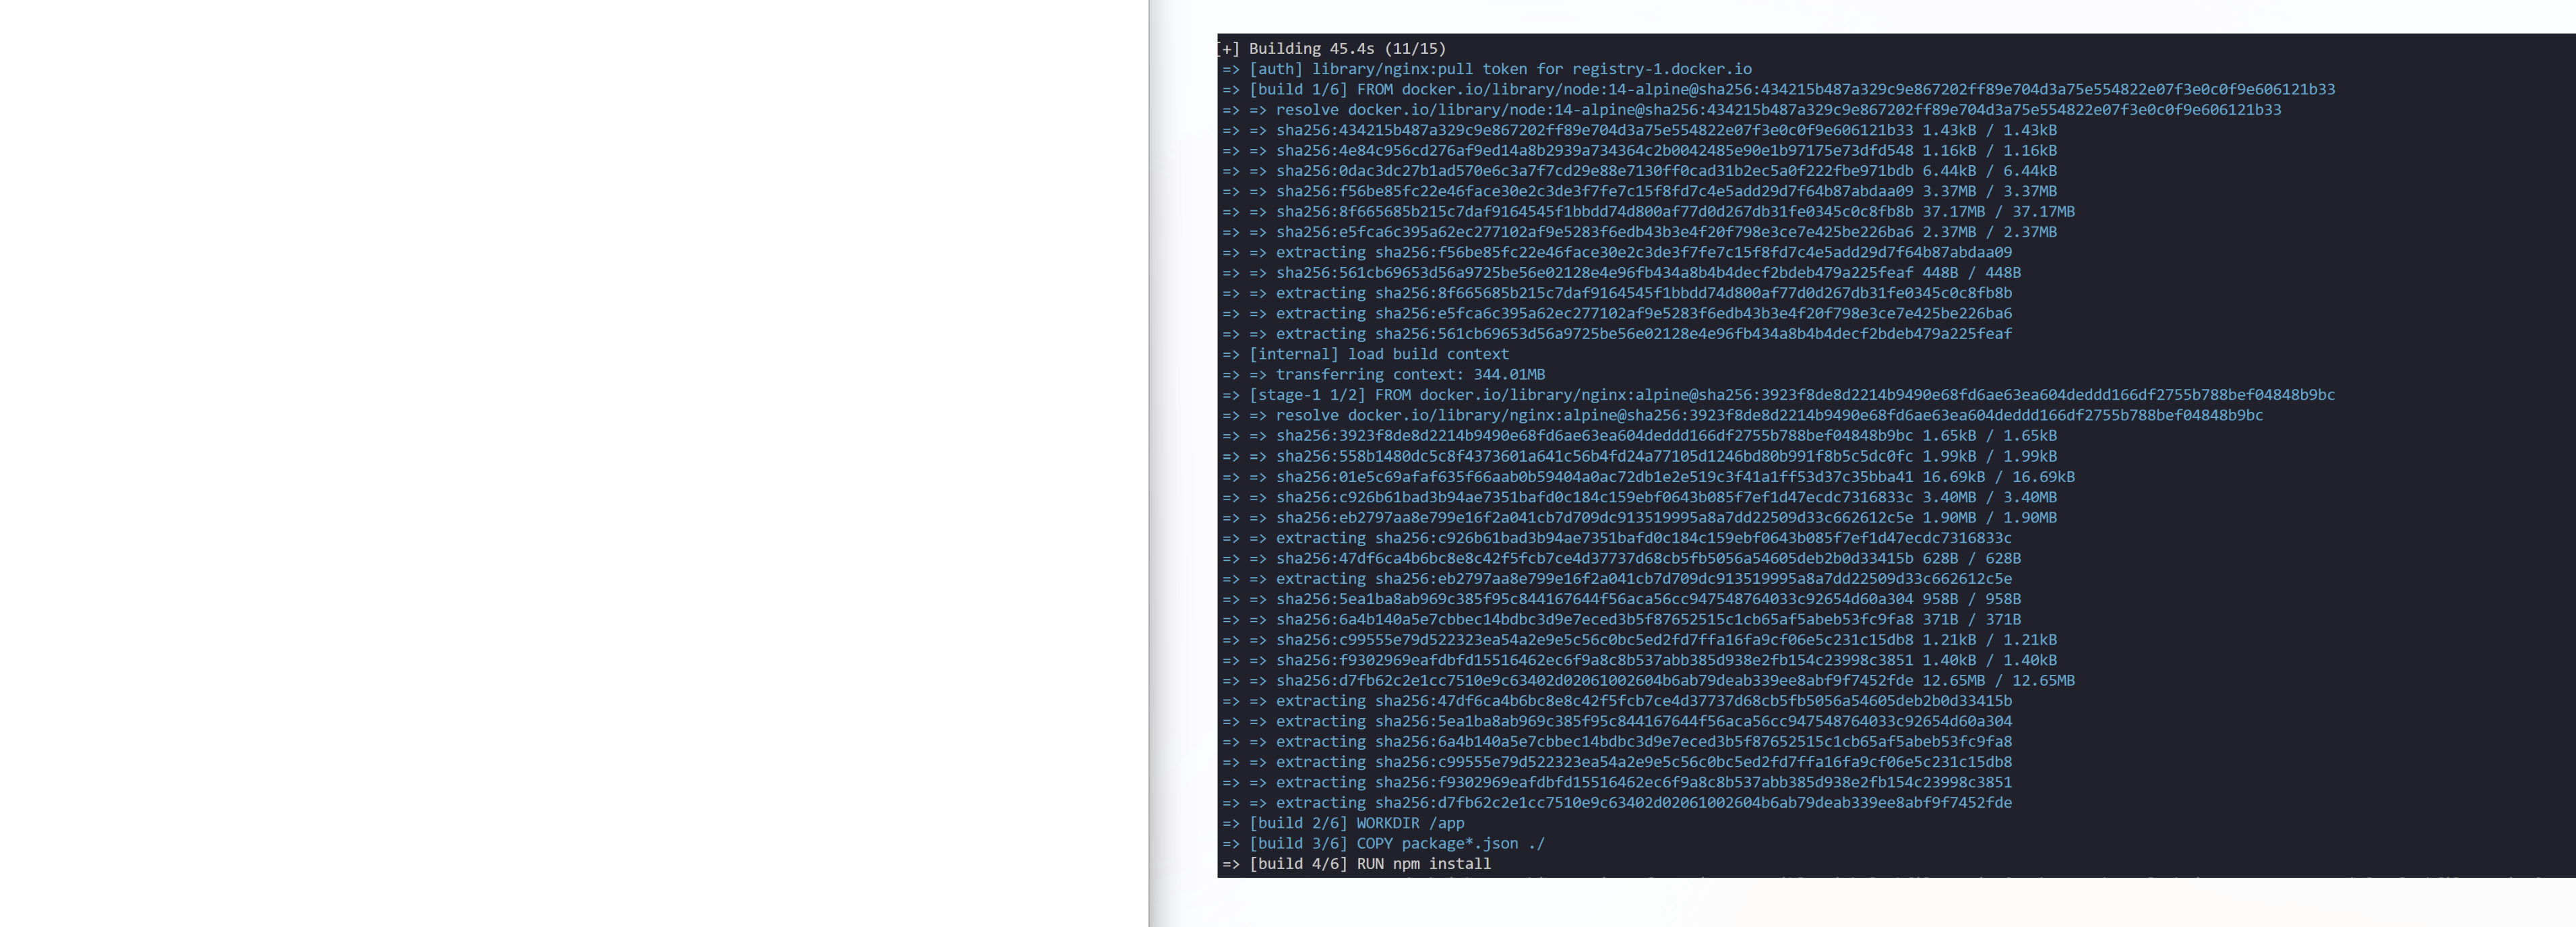 [+] Building 45.4s (11/15)
=> [auth] library/nginx:pull token for registry-1.docker.io
=> [build 1/6] FROM docker.io/library/node:14-alpine@sha256:434215b487a329c9e867202ff89e704d3a75e554822e07f3e0c0f9e606121b33
=> => resolve docker.io/library/node:14-alpine@sha256:434215b487a329c9e867202ff89e704d3a75e554822e07f3e0c0f9e606121b33
=> => sha256:434215b487a329c9e867202ff89e704d3a75e554822e07f3e0c0f9e606121b33 1.43kB / 1.43kB
=> => sha256:4e84c956cd276af9ed14a8b2939a734364c2b0042485e90e1b97175e73dfd548 1.16kB / 1.16kB
=> => sha256:0dac3dc27b1ad570e6c3a7f7cd29e88e7130ff0cad31b2ec5a0f222fbe971bdb 6.44kB / 6.44kB
=> => sha256:f56be85fc22e46face30e2c3de3f7fe7c15f8fd7c4e5add29d7f64b87abdaa09 3.37MB / 3.37MB
=> => sha256:8f665685b215c7daf9164545f1bbdd74d800af77d0d267db31fe0345c0c8fb8b 37.17MB / 37.17MB
=> => sha256:e5fca6c395a62ec277102af9e5283f6edb43b3e4f20f798e3ce7e425be226ba6 2.37MB / 2.37MB
=> => extracting sha256:f56be85fc22e46face30e2c3de3f7fe7c15f8fd7c4e5add29d7f64b87abdaa09
=> => sha256:561cb69653d56a9725be56e02128e4e96fb434a8b4b4decf2bdeb479a225feaf 448B / 448B
=> => extracting sha256:8f665685b215c7daf9164545f1bbdd74d800af77d0d267db31fe0345c0c8fb8b
=> => extracting sha256:e5fca6c395a62ec277102af9e5283f6edb43b3e4f20f798e3ce7e425be226ba6
=> => extracting sha256:561cb69653d56a9725be56e02128e4e96fb434a8b4b4decf2bdeb479a225feaf
=> [internal] load build context
=> => transferring context: 344.01MB
=> [stage-1 1/2] FROM docker.io/library/nginx:alpine@sha256:3923f8de8d2214b9490e68fd6ae63ea604deddd166df2755b788bef04848b9bc
=> => resolve docker.io/library/nginx:alpine@sha256:3923f8de8d2214b9490e68fd6ae63ea604deddd166df2755b788bef04848b9bc
=> => sha256:3923f8de8d2214b9490e68fd6ae63ea604deddd166df2755b788bef04848b9bc 1.65kB / 1.65kB
=> => sha256:558b1480dc5c8f4373601a641c56b4fd24a77105d1246bd80b991f8b5c5dc0fc 1.99kB / 1.99kB
=> => sha256:01e5c69afaf635f66aab0b59404a0ac72db1e2e519c3f41a1ff53d37c35bba41 16.69kB / 16.69kB
=> => sha256:c926b61bad3b94ae7351bafd0c184c159ebf0643b085f7ef1d47ecdc7316833c 3.40MB / 3.40MB
=> => sha256:eb2797aa8e799e16f2a041cb7d709dc913519995a8a7dd22509d33c662612c5e 1.90MB / 1.90MB
=> => extracting sha256:c926b61bad3b94ae7351bafd0c184c159ebf0643b085f7ef1d47ecdc7316833c
=> => sha256:47df6ca4b6bc8e8c42f5fcb7ce4d37737d68cb5fb5056a54605deb2b0d33415b 628B / 628B
=> => extracting sha256:eb2797aa8e799e16f2a041cb7d709dc913519995a8a7dd22509d33c662612c5e
=> => sha256:5ea1ba8ab969c385f95c844167644f56aca56cc947548764033c92654d60a304 958B / 958B
=> => sha256:6a4b140a5e7cbbec14bdbc3d9e7eced3b5f87652515c1cb65af5abeb53fc9fa8 371B / 371B
=> => sha256:c99555e79d522323ea54a2e9e5c56c0bc5ed2fd7ffa16fa9cf06e5c231c15db8 1.21kB / 1.21kB
=> => sha256:f9302969eafdbfd15516462ec6f9a8c8b537abb385d938e2fb154c23998c3851 1.40kB / 1.40kB
=> => sha256:d7fb62c2e1cc7510e9c63402d02061002604b6ab79deab339ee8abf9f7452fde 12.65MB / 12.65MB
=> => extracting sha256:47df6ca4b6bc8e8c42f5fcb7ce4d37737d68cb5fb5056a54605deb2b0d33415b
=> => extracting sha256:5ea1ba8ab969c385f95c844167644f56aca56cc947548764033c92654d60a304
=> => extracting sha256:6a4b140a5e7cbbec14bdbc3d9e7eced3b5f87652515c1cb65af5abeb53fc9fa8
=> => extracting sha256:c99555e79d522323ea54a2e9e5c56c0bc5ed2fd7ffa16fa9cf06e5c231c15db8
=> => extracting sha256:f9302969eafdbfd15516462ec6f9a8c8b537abb385d938e2fb154c23998c3851
=> => extracting sha256:d7fb62c2e1cc7510e9c63402d02061002604b6ab79deab339ee8abf9f7452fde
=> [build 2/6] WORKDIR /app
=> [build 3/6] COPY package*.json ./
=> [build 4/6] RUN npm install